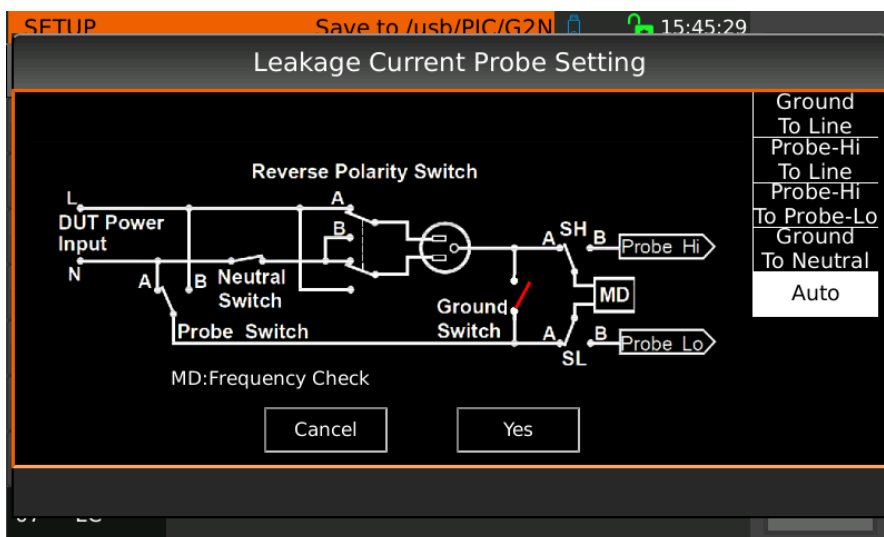 SETUP Save to /usb/PIC/G2N 15:45:29
Leakage Current Probe Setting
Ground
To Line
Probe-Hi
To Line
Probe-Hi
To Probe-Lo
Ground
To Neutral
Auto
Reverse Polarity Switch
L
A
DUT Power
Input
B
SH
A
B
Probe Hi
N
A
B
Neutral
Switch
MD
Ground
Switch
Probe Switch
A
B
Probe Lo
SL
MD:Frequency Check
Cancel
Yes